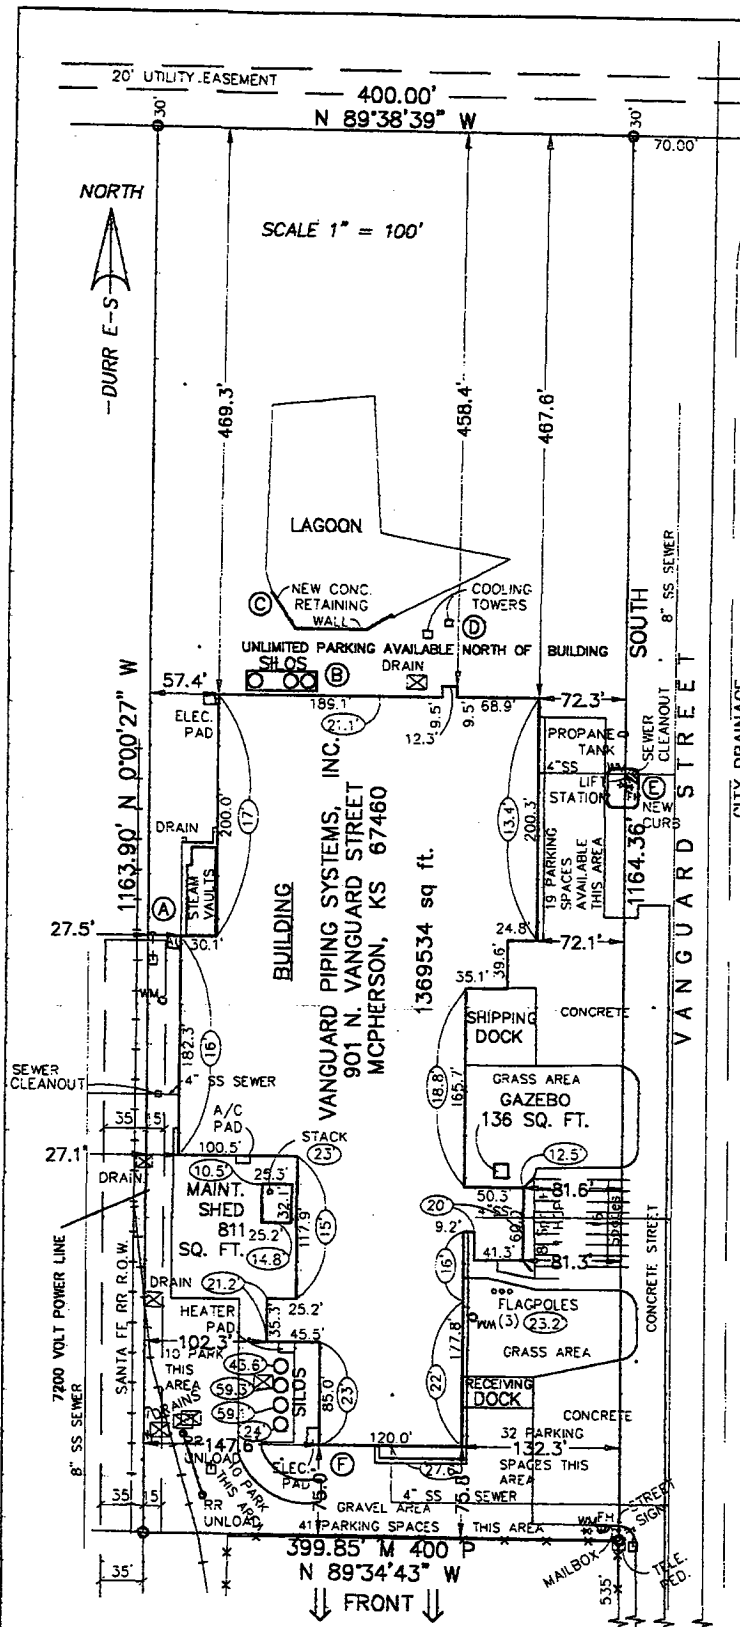 20' UTILITY EASEMENT
400.00'
N 89°38'39" W
30'
30'
70.00'
NORTH
SCALE 1" = 100'
DURR E-S
469.3'
458.4'
467.6'
LAGOON
C
NEW CONC.
RETAINING
WALL
COOLING
TOWERS
D
UNLIMITED PARKING AVAILABLE NORTH OF BUILDING
SILOS
B
DRAIN
57.4'
189.1'
21.1'
12.3'
9.5'
9.5'
68.9'
72.3'
ELEC.
PAD
PROPANE
TANK
4"SS
LIFT
STATION
SEWER
CLEANOUT
E
NEW
CURB
SOUTH
8" SS SEWER
VANGUARD STREET
CITY DRAINAGE
1163.90' N 0°00'27" W
1164.36'
200.0'
17'
13.4'
200.3'
DRAIN
STEAM
VAULTS
19 PARKING
SPACES
AVAILABLE
THIS AREA
A
27.5'
30.1'
24.8'
72.1'
39.6'
35.1'
BUILDING
VANGUARD PIPING SYSTEMS, INC.
901 N. VANGUARD STREET
MCPHERSON, KS 67460
1369534 sq ft.
WM
182.3'
16'
SHIPPING
DOCK
CONCRETE
SEWER
CLEANOUT
4" SS SEWER
35'
15'
A/C
PAD
STACK
23'
18.8'
165.7'
GRASS AREA
GAZEBO
136 SQ. FT.
27.1'
100.5'
10.5'
25.3'
12.5'
DRAIN
MAINT.
SHED
811
SQ. FT.
32.1'
25.2'
14.8'
117.9'
15'
50.3'
4"SS
81.6'
20'
9.2'
41.3'
81.3'
Spaces
7200 VOLT POWER LINE
SANTA FE RR R.O.W.
8" SS SEWER
DRAIN
21.2'
HEATER
PAD
25.2'
35.3'
45.5'
102.3'
16'
177.8'
22'
WM
FLAGPOLES
(3)
23.2'
GRASS AREA
CONCRETE STREET
10 PARK
THIS
AREA
DRAINS
59.3'
24'
SILOS
85.0'
23'
RECEIVING
DOCK
CONCRETE
32 PARKING
SPACES THIS
AREA
120.0'
132.3'
147.6'
UNLOAD
10 PARK
THIS AREA
ELEC.
PAD
F
75.0'
27.6'
75.8'
4" SS SEWER
35'
15'
RR
UNLOAD
GRAVEL AREA
41 PARKING SPACES THIS AREA
WM
FH
STREET
SIGN
MAILBOX
TELE.
PED.
399.85' M 400 P
N 89°34'43" W
35'
535'
FRONT